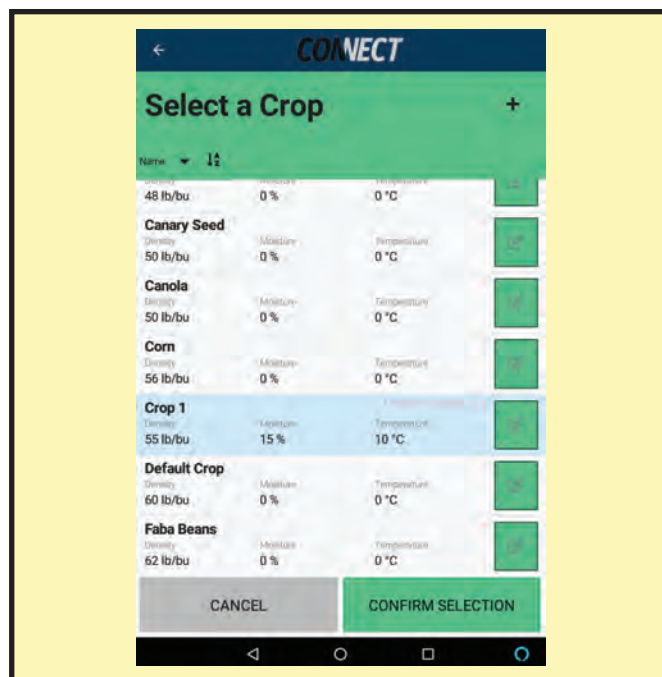 CONNECT
Select a Crop
+
Name
Density Moisture Temperature
48 lb/bu 0 % 0 °C
Canary Seed
Density Moisture Temperature
50 lb/bu 0 % 0 °C
Canola
Density Moisture Temperature
50 lb/bu 0 % 0 °C
Corn
Density Moisture Temperature
56 lb/bu 0 % 0 °C
Crop 1
Density Moisture Temperature
55 lb/bu 15 % 10 °C
Default Crop
Density Moisture Temperature
60 lb/bu 0 % 0 °C
Faba Beans
Density Moisture Temperature
62 lb/bu 0 % 0 °C
CANCEL CONFIRM SELECTION